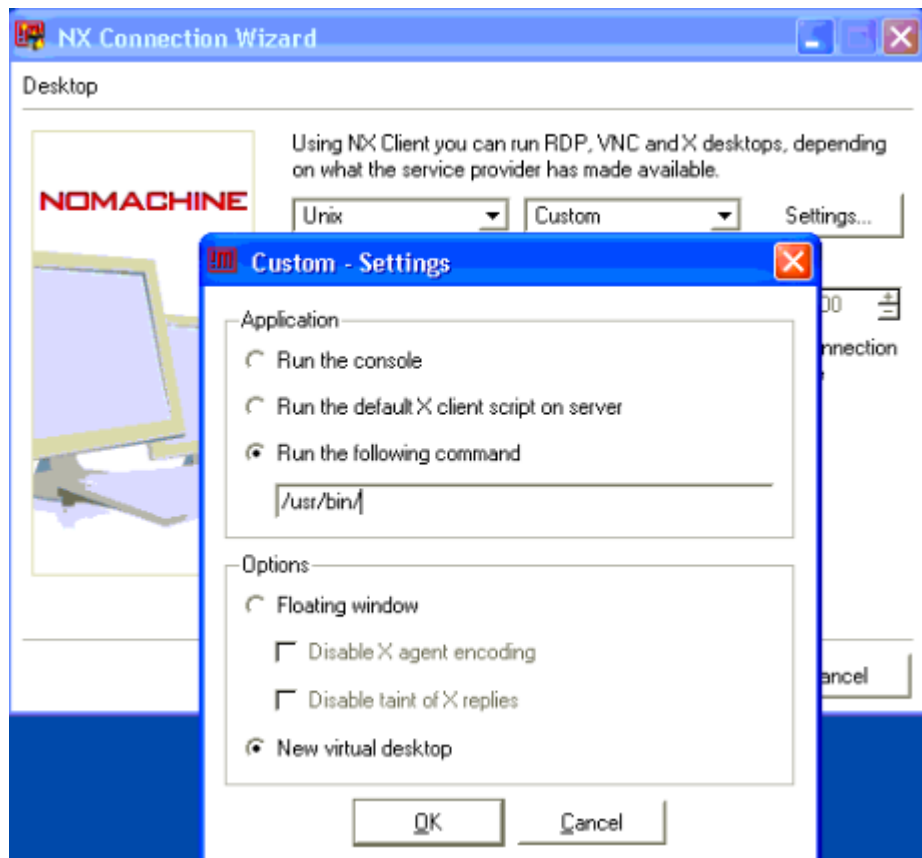 NX Connection Wizard
Desktop
Using NX Client you can run RDP, VNC and X desktops, depending
on what the service provider has made available.
NOMACHINE
Unix Custom Settings...
!m Custom - Settings
Application
00
Run the console
nnection
Run the default X client script on server
Run the following command
/usr/bin/
Options
Floating window
Disable X agent encoding
Disable taint of X replies
ancel
New virtual desktop
OK Cancel